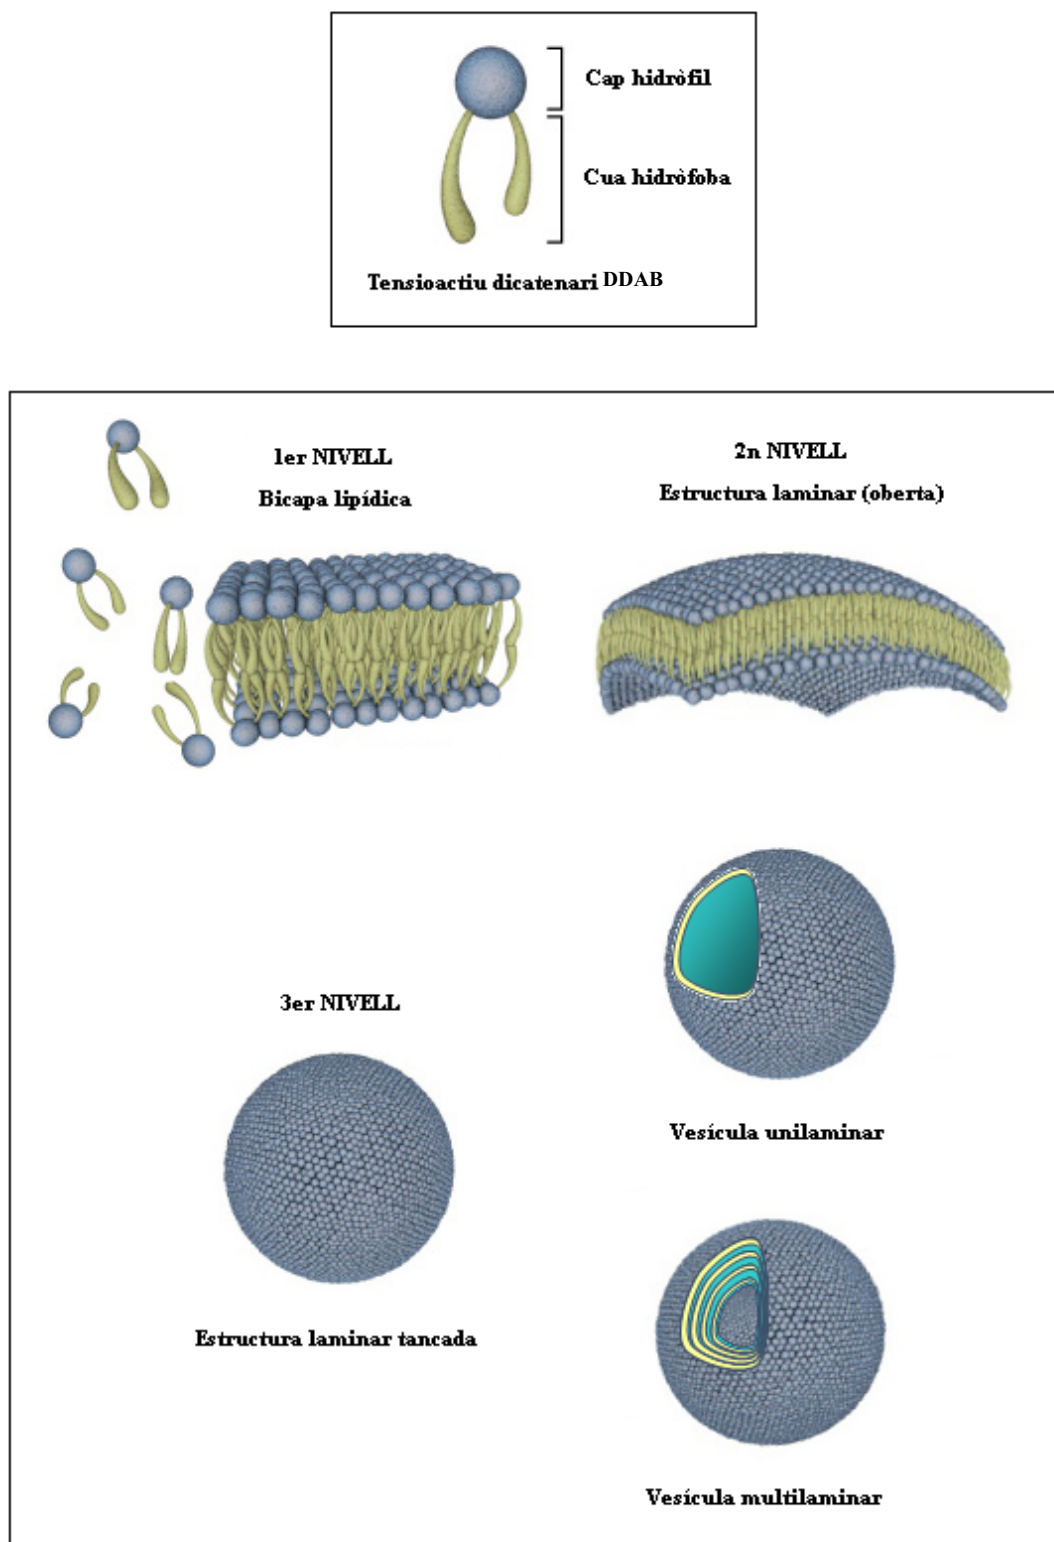 Cap hidròfil
Cua hidròfoba
Tensioactiu dicatenari DDAB
1er NIVELL
Bicapa lipídica
2n NIVELL
Estructura laminar (oberta)
3er NIVELL
Estructura laminar tancada
Vesícula unilaminar
Vesícula multilaminar